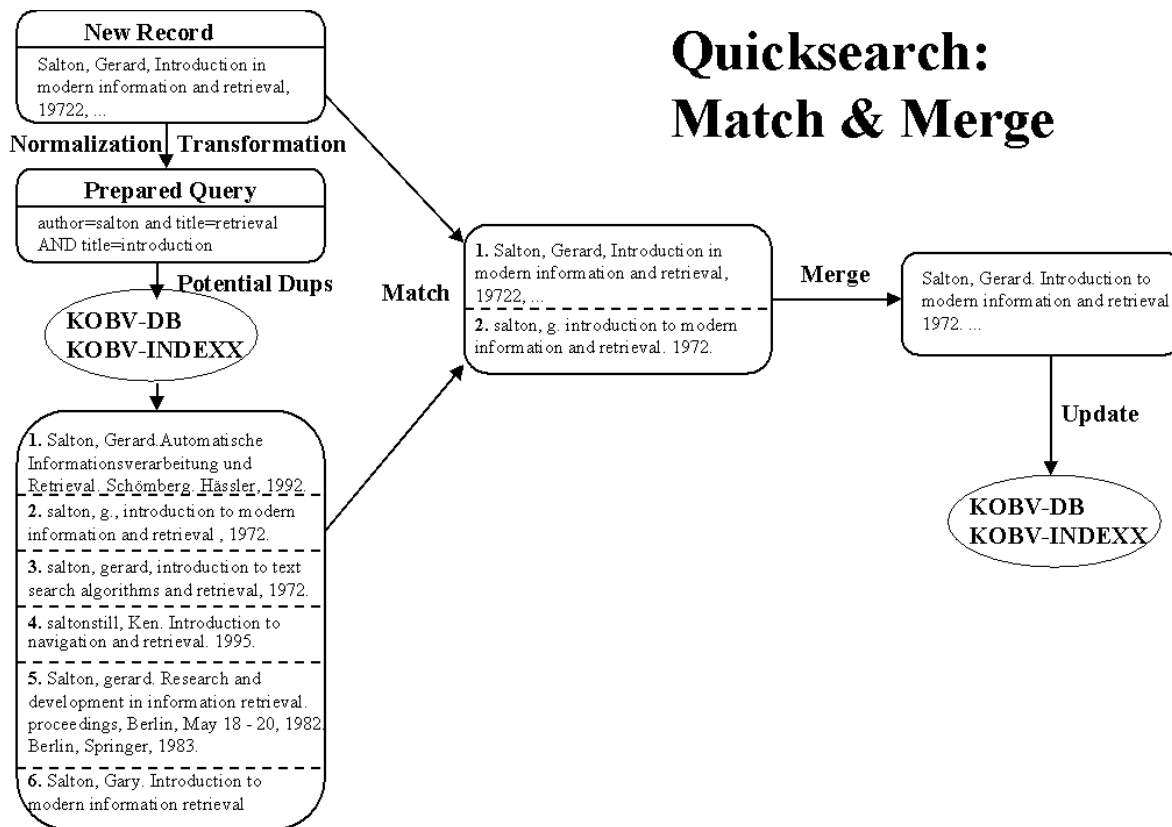 Quicksearch:
Match & Merge
New Record
Salton, Gerard, Introduction in
modern information and retrieval,
19722, ...
Normalization
Transformation
Prepared Query
author=salton and title=retrieval
AND title=introduction
Potential Dups
KOBV-DB
KOBV-INDEXX
1. Salton, Gerard.Automatische
Informationsverarbeitung und
Retrieval. Schömberg. Hässler, 1992.
2. salton, g., introduction to modern
information and retrieval , 1972.
3. salton, gerard, introduction to text
search algorithms and retrieval, 1972.
4. saltonstill, Ken. Introduction to
navigation and retrieval. 1995.
5. Salton, gerard. Research and
development in information retrieval.
proceedings, Berlin, May 18 - 20, 1982.
Berlin, Springer, 1983.
6. Salton, Gary. Introduction to
modern information retrieval
Match
1. Salton, Gerard, Introduction in
modern information and retrieval,
19722, ...
2. salton, g. introduction to modern
information and retrieval. 1972.
Merge
Salton, Gerard. Introduction to
modern information and retrieval
1972. ...
Update
KOBV-DB
KOBV-INDEXX